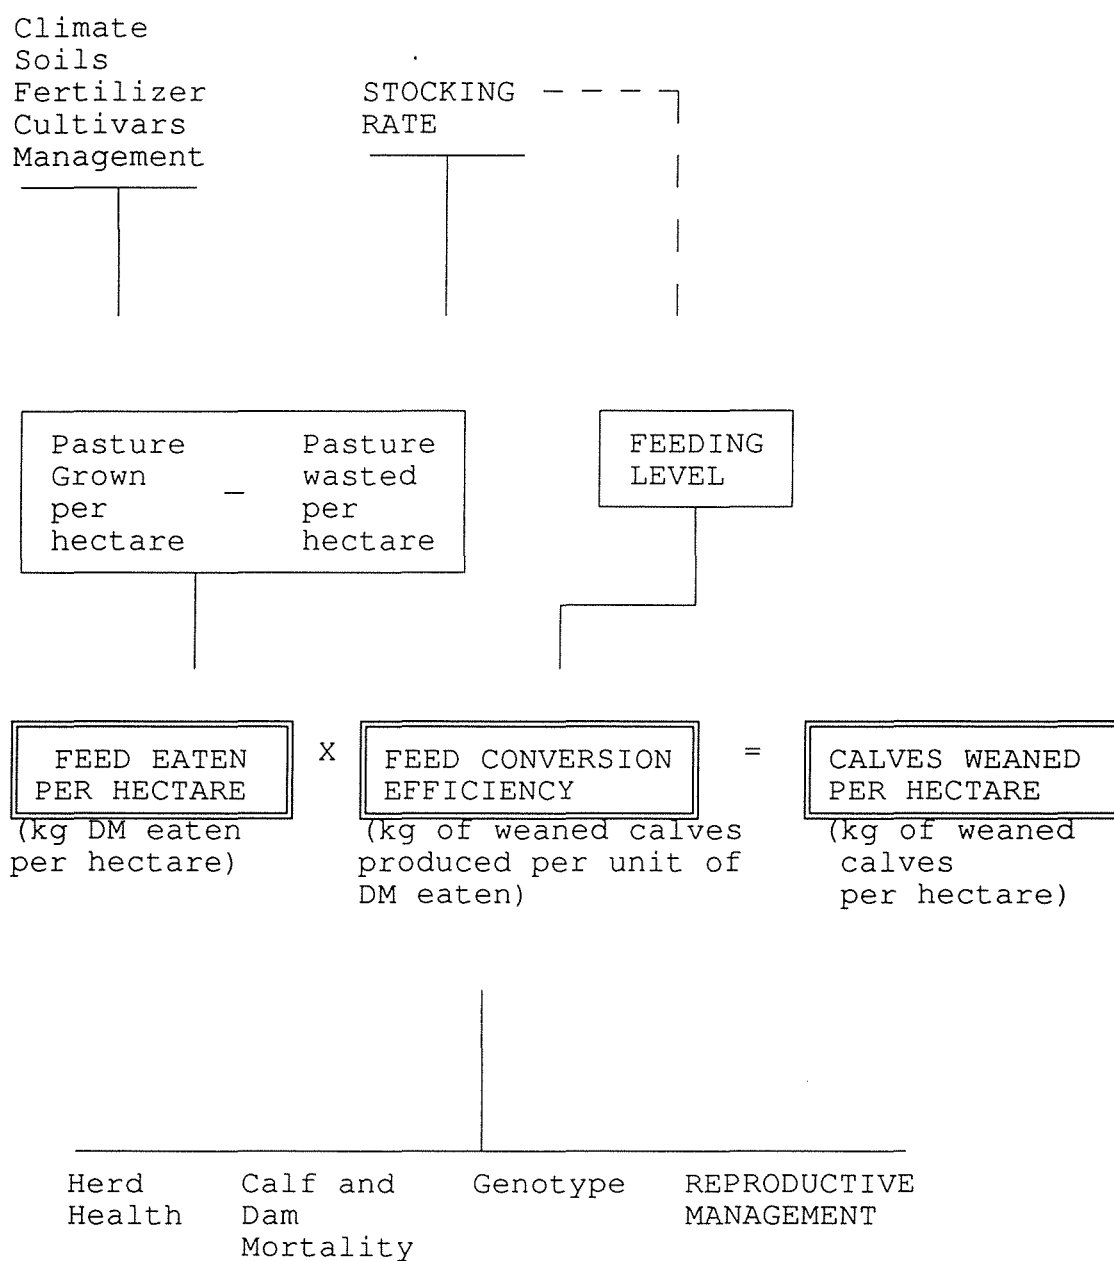 Climate
Soils
Fertilizer
Cultivars
Management
STOCKING
RATE
Pasture
Grown
per
hectare
–
Pasture
wasted
per
hectare
FEEDING
LEVEL
FEED EATEN
PER HECTARE
(kg DM eaten
per hectare)
X
FEED CONVERSION
EFFICIENCY
(kg of weaned calves
produced per unit of
DM eaten)
=
CALVES WEANED
PER HECTARE
(kg of weaned
calves
per hectare)
Herd
Health
Calf and
Dam
Mortality
Genotype
REPRODUCTIVE
MANAGEMENT